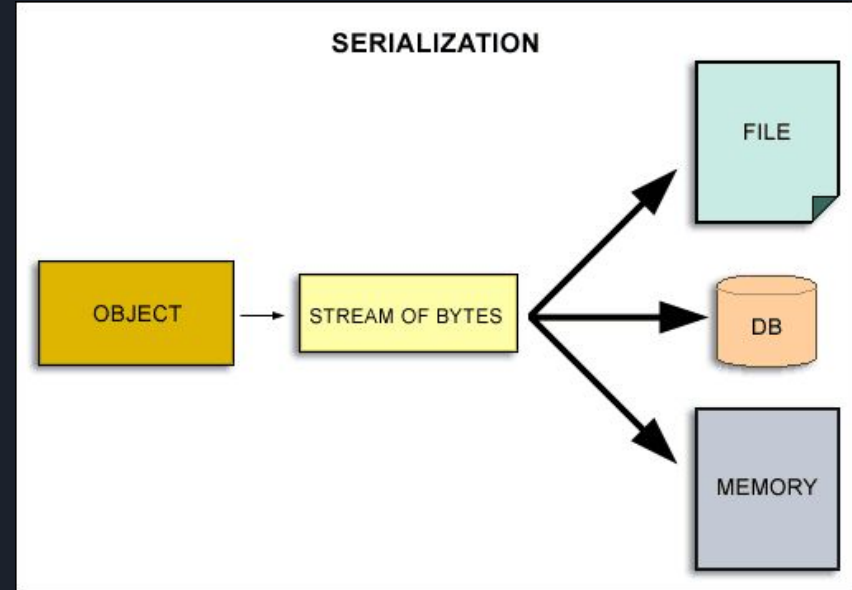 SERIALIZATION
FILE
OBJECT
STREAM OF BYTES
DB
MEMORY